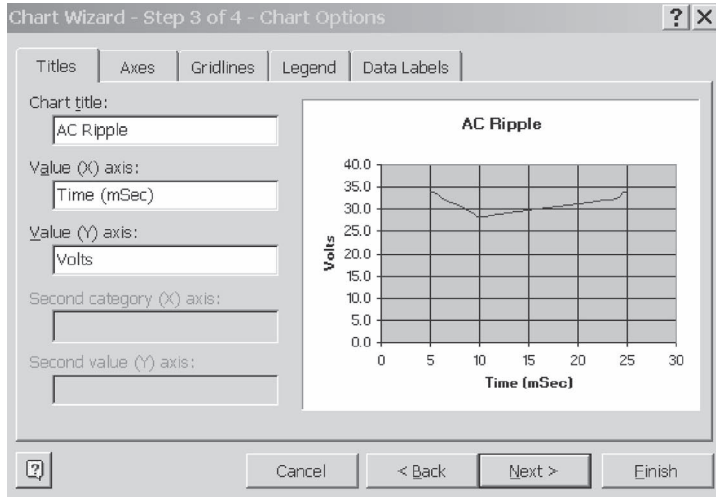 Chart Wizard - Step 3 of 4 - Chart Options
Titles
Axes
Gridlines
Legend
Data Labels
Chart title:
AC Ripple
Value (X) axis:
Time (mSec)
Value (Y) axis:
Volts
Second category (X) axis:
Second value (Y) axis:
AC Ripple
Volts
40.0
35.0
30.0
25.0
20.0
15.0
10.0
5.0
0.0
0 5 10 15 20 25 30
Time (mSec)
Cancel
< Back
Next >
Finish